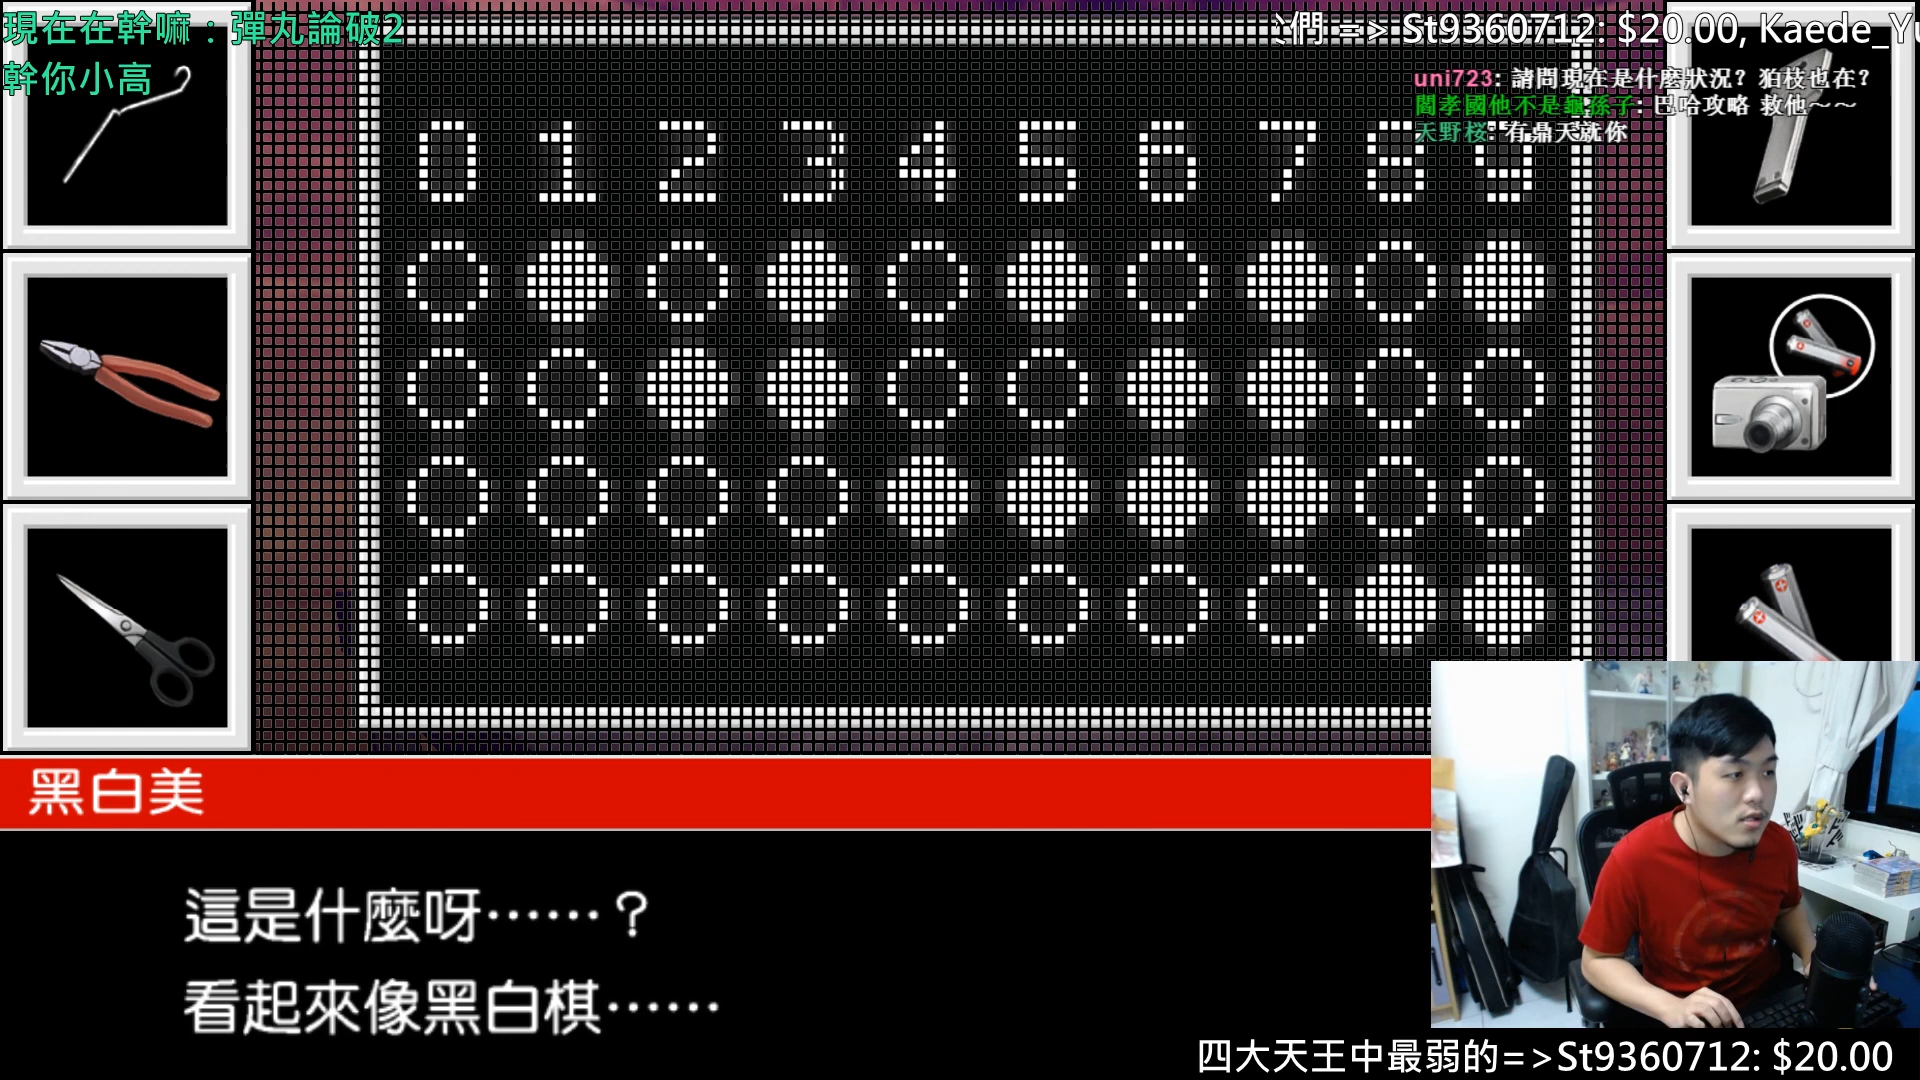 現在在幹嘛：彈丸論破2
幹你小高
們 => St9360712: $20.00, Kaede_Y
uni723: 請問現在是什麼狀況？ 狛枝也在？
閻孝國他不是龜孫子: 巴哈攻略 救他～～
天野桜: 有鼎天就你
0 1 2 3 4 5 6 7 8 9
黑白美
這是什麼呀……？
看起來像黑白棋……
四大天王中最弱的=>St9360712: $20.00